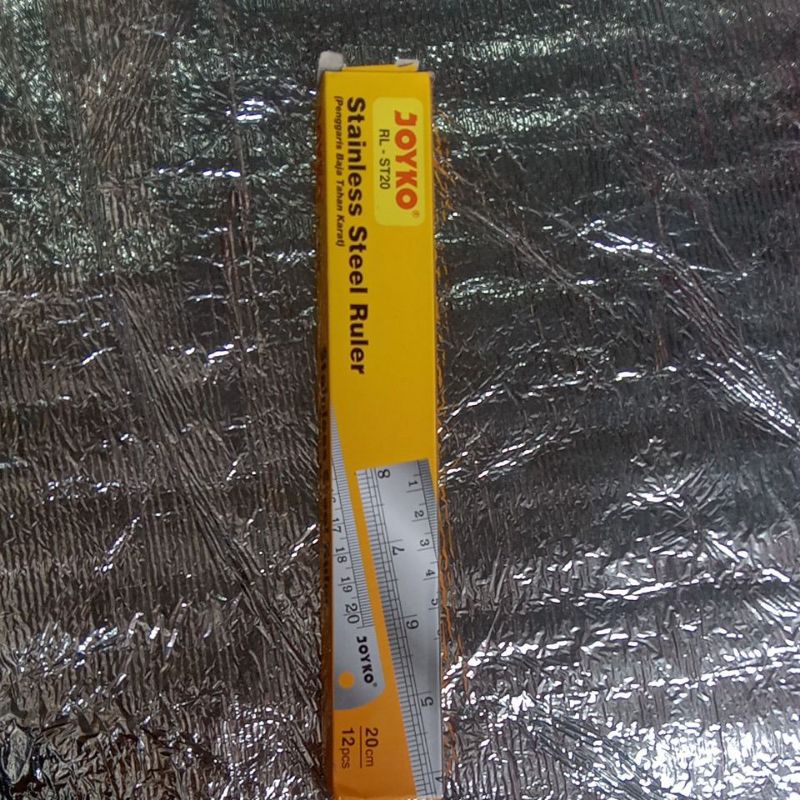 JOYKO®
RL - ST20
Stainless Steel Ruler
(Penggaris Baja Tahan Karat)
8 7 6 5
1 2 3 4 5
17 18 19 20
JOYKO®
20cm
12pcs